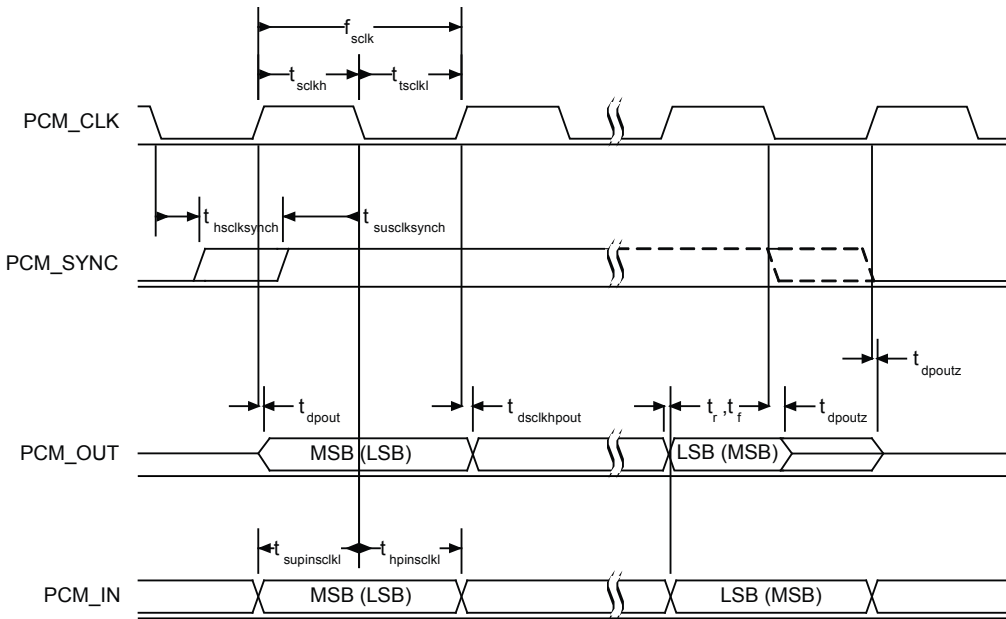 f sclk
t sclkh
t tsclkl
PCM_CLK
t hsclksynch
t susclksynch
PCM_SYNC
t dpoutz
t dpout
t dsclkhpout
t r ,t f
t dpoutz
PCM_OUT
MSB (LSB)
LSB (MSB)
t supinsclkl
t hpinsclkl
PCM_IN
MSB (LSB)
LSB (MSB)